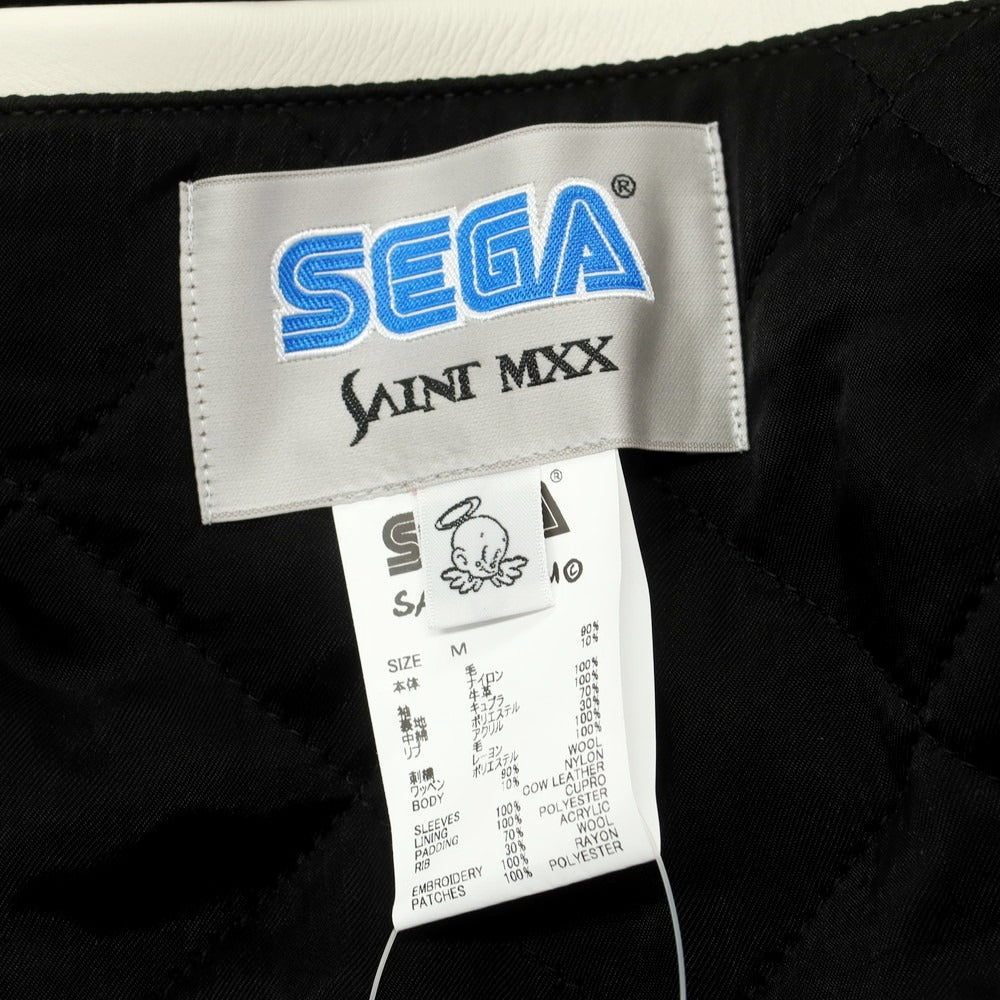 SEGA®
SAINT MXX
®
SIZE M
本体 毛 90%
ナイロン 10%
袖 牛革 100%
裏地 キュプラ 100%
中綿 ポリエステル 70%
リブ アクリル 30%
毛 100%
刺繍 レーヨン 100%
ワッペン ポリエステル
BODY 90% WOOL
10% NYLON
SLEEVES 100% COW LEATHER
LINING 100% CUPRO
PADDING 70% POLYESTER
RIB 30% ACRYLIC
100% WOOL
EMBROIDERY 100% RAYON
PATCHES POLYESTER